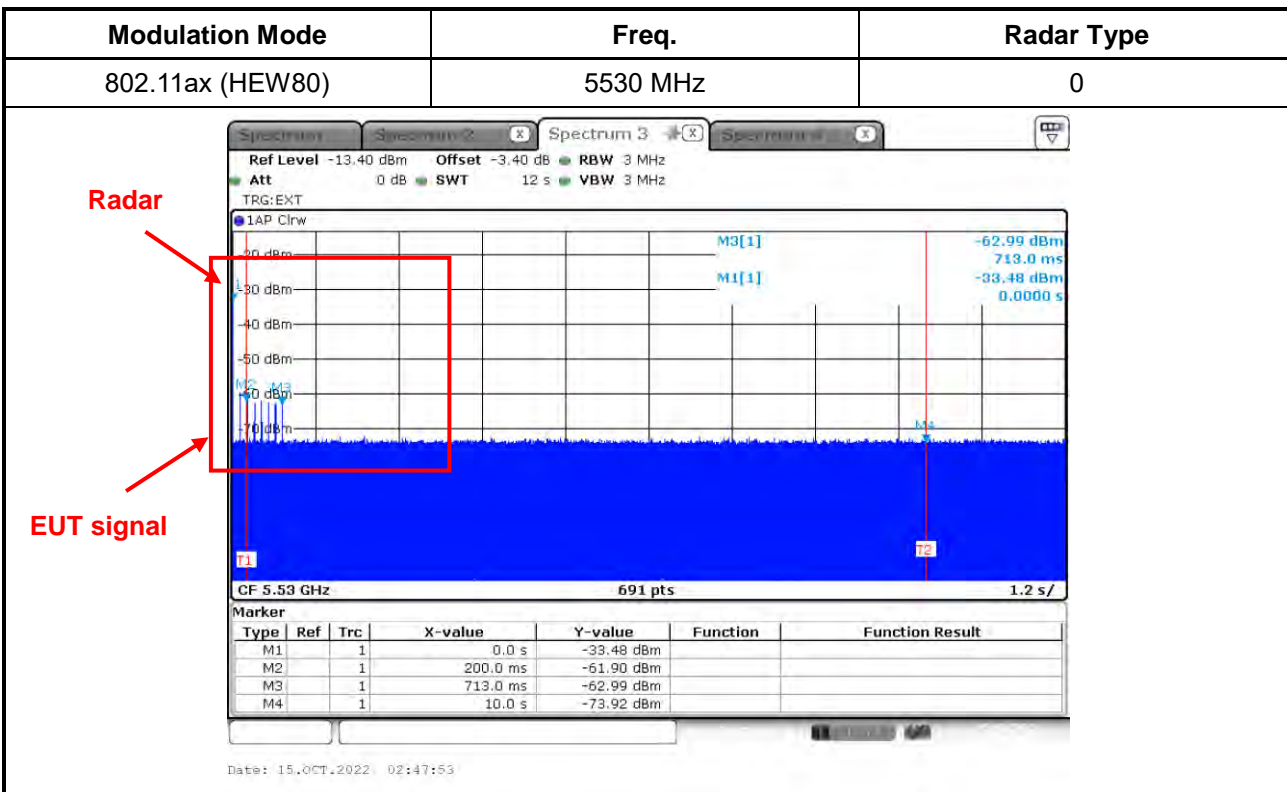 Modulation Mode Freq. Radar Type
802.11ax (HEW80) 5530 MHz 0
Spectrum 3
Ref Level -13.40 dBm Offset -3.40 dB RBW 3 MHz
Att 0 dB SWT 12 s VBW 3 MHz
TRG:EXT
1AP Clrw
M3[1] -62.99 dBm
713.0 ms
M1[1] -33.48 dBm
0.0000 s
Radar
-20 dBm
-30 dBm
-40 dBm
-50 dBm
M2 M3
-60 dBm
M4
-70 dBm
EUT signal
T1 T2
CF 5.53 GHz 691 pts 1.2 s/
Marker
Type Ref Trc X-value Y-value Function Function Result
M1 1 0.0 s -33.48 dBm
M2 1 200.0 ms -61.90 dBm
M3 1 713.0 ms -62.99 dBm
M4 1 10.0 s -73.92 dBm
Date: 15.OCT.2022 02:47:53